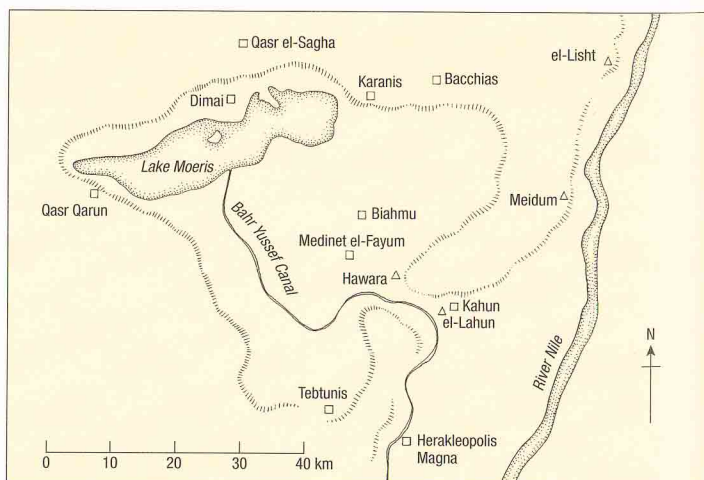 Qasr el-Sagha
el-Lisht
Karanis
Bacchias
Dimai
Lake Moeris
Qasr Qarun
Meidum
Biahmu
Bahr Yussef Canal
Medinet el-Fayum
Hawara
Kahun
el-Lahun
River Nile
N
Tebtunis
Herakleopolis
Magna
0 10 20 30 40 km